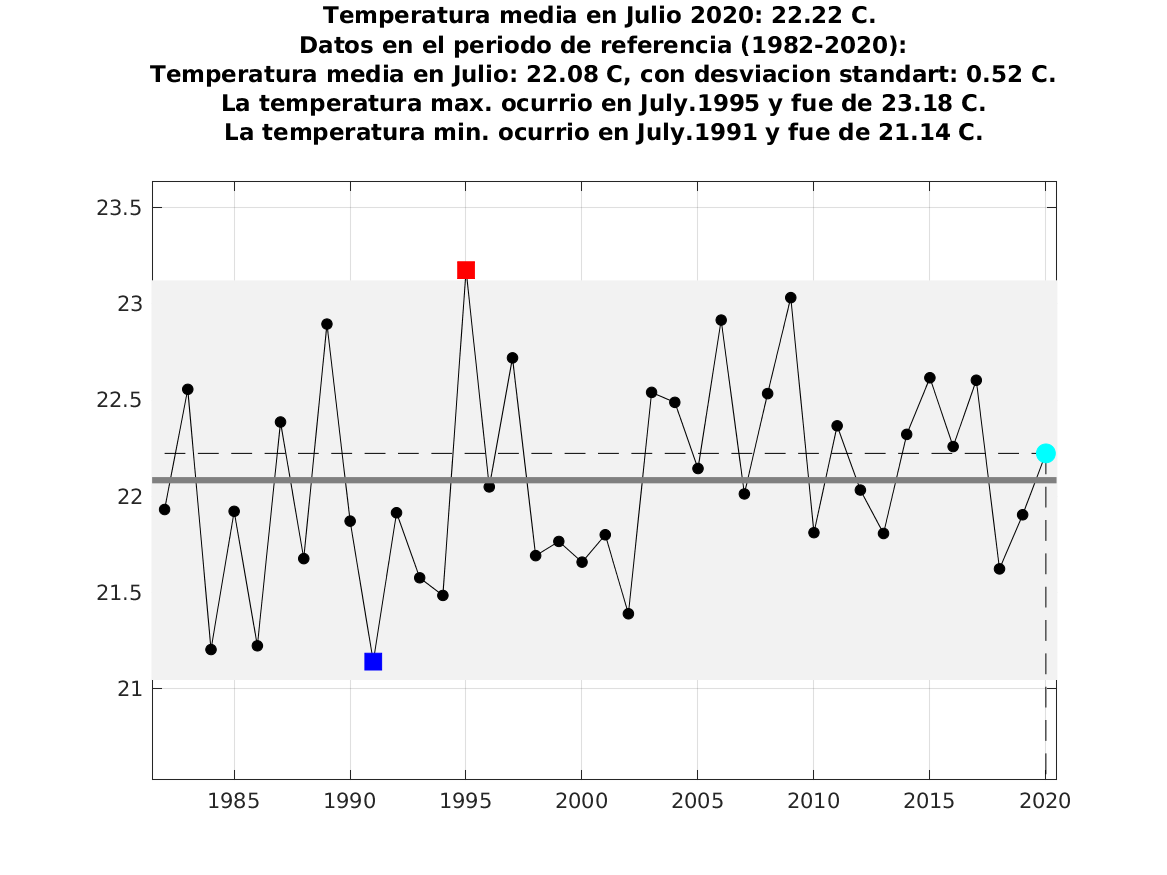 Temperatura media en Julio 2020: 22.22 C.
Datos en el periodo de referencia (1982-2020):
Temperatura media en Julio: 22.08 C, con desviacion standart: 0.52 C.
La temperatura max. ocurrio en July.1995 y fue de 23.18 C.
La temperatura min. ocurrio en July.1991 y fue de 21.14 C.
23.5
23
22.5
22
21.5
21
1985 1990 1995 2000 2005 2010 2015 2020